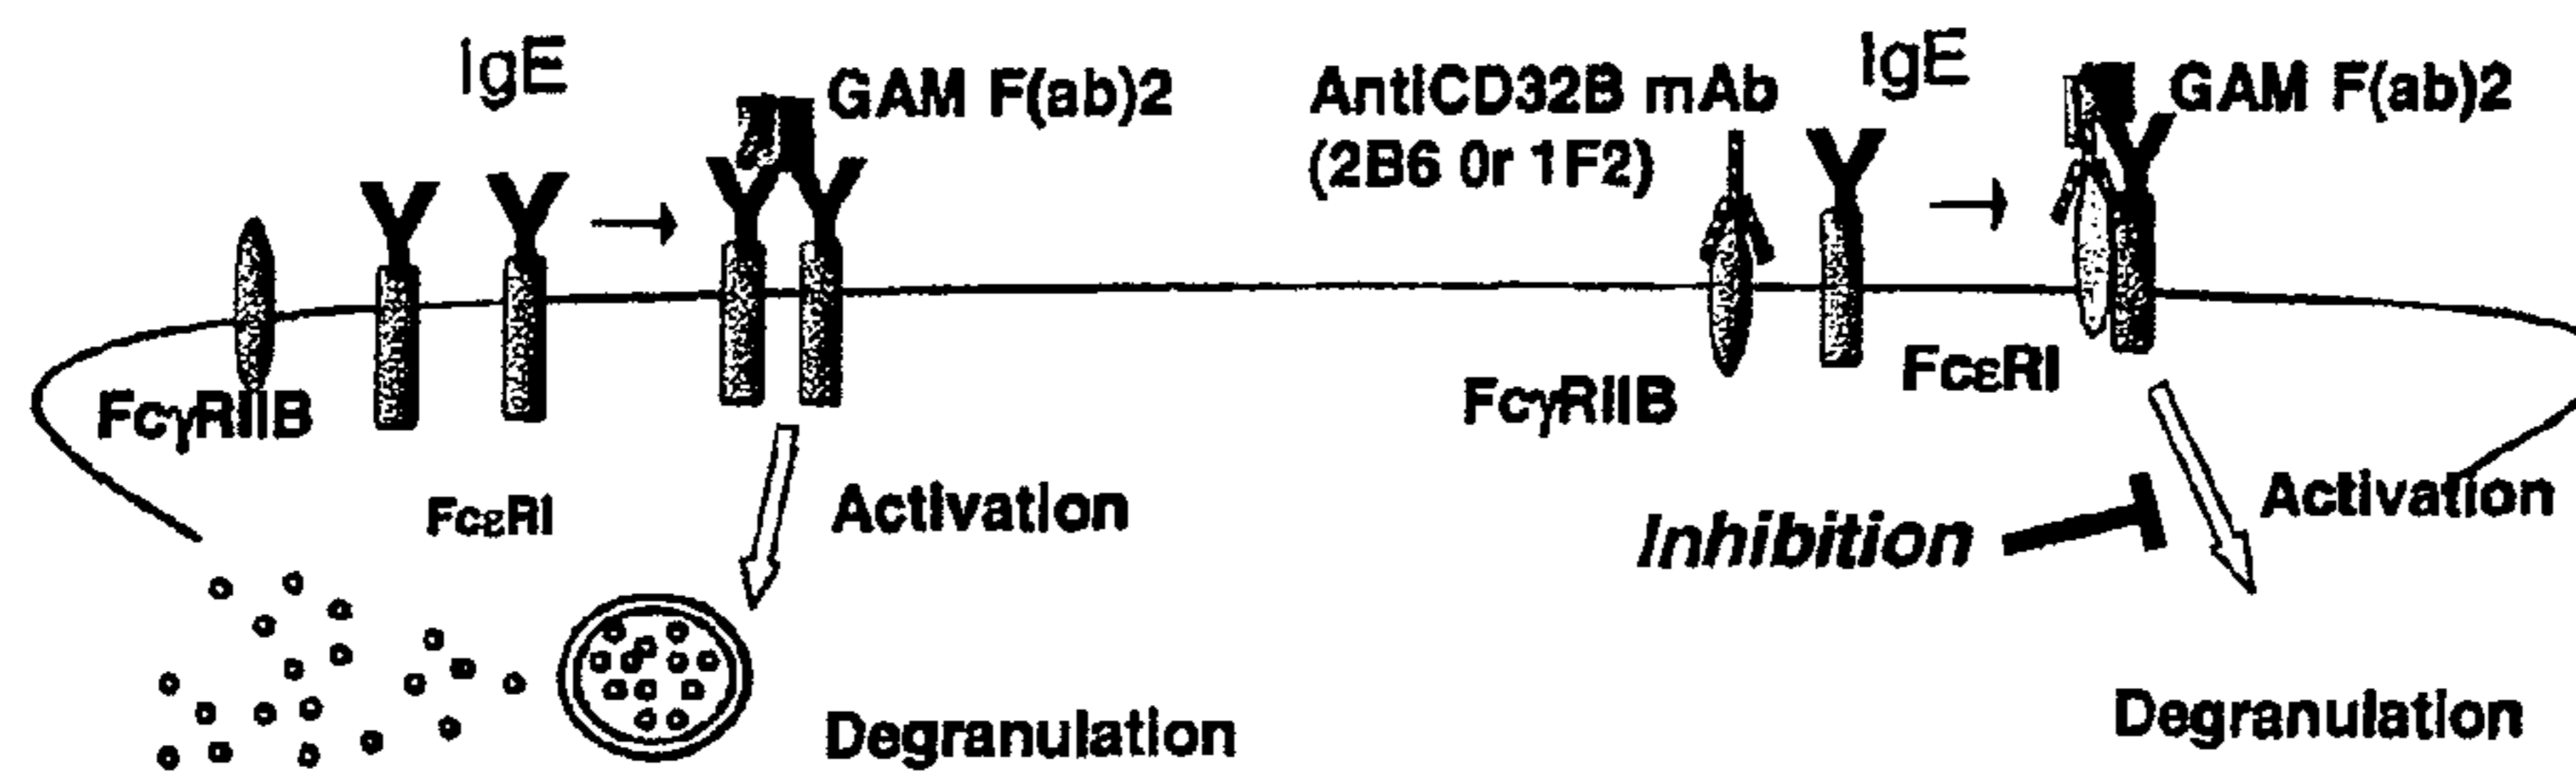 IgE
GAM F(ab)2
FcγRIIB
FcεRI
Activation
Degranulation
AntiCD32B mAb
(2B6 0r 1F2)
IgE
GAM F(ab)2
FcγRIIB
FcεRI
Inhibition
Activation
Degranulation